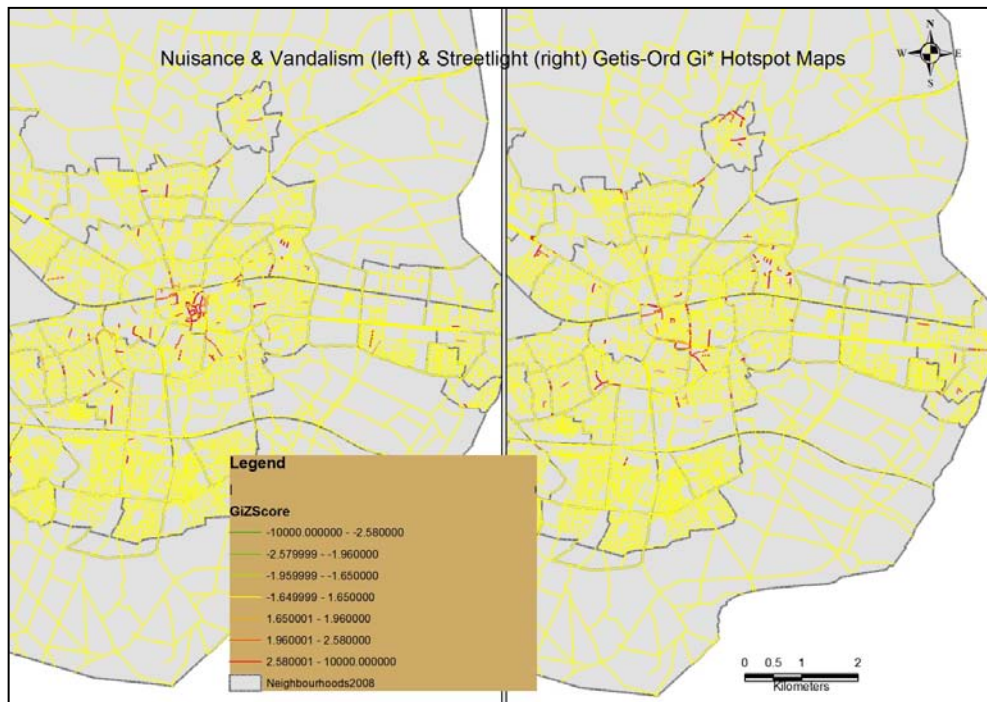 Nuisance & Vandalism (left) & Streetlight (right) Getis-Ord Gi* Hotspot Maps
N
W E
S
Legend
GiZScore
-10000.000000 - -2.580000
-2.579999 - -1.960000
-1.959999 - -1.650000
-1.649999 - 1.650000
1.650001 - 1.960000
1.960001 - 2.580000
2.580001 - 10000.000000
Neighbourhoods2008
0 0.5 1 2
Kilometers